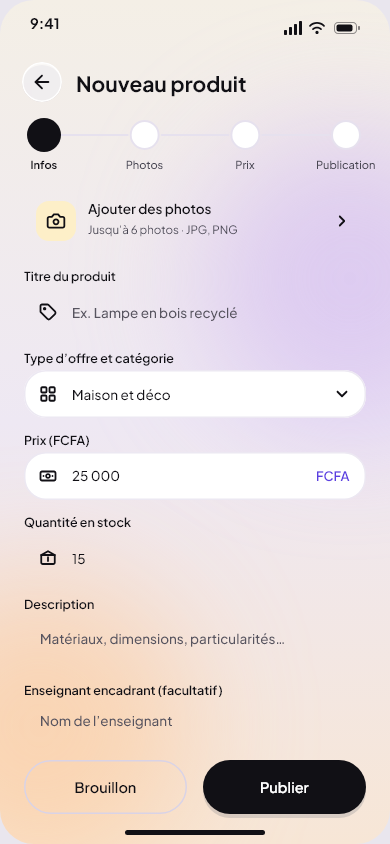 9:41
Nouveau produit
Infos
Photos
Prix
Publication
Ajouter des photos
Jusqu'à 6 photos · JPG, PNG
Titre du produit
Ex. Lampe en bois recyclé
Type d'offre et catégorie
Maison et déco
Prix (FCFA)
25 000 FCFA
Quantité en stock
15
Description
Matériaux, dimensions, particularités…
Enseignant encadrant (facultatif)
Nom de l'enseignant
Brouillon
Publier